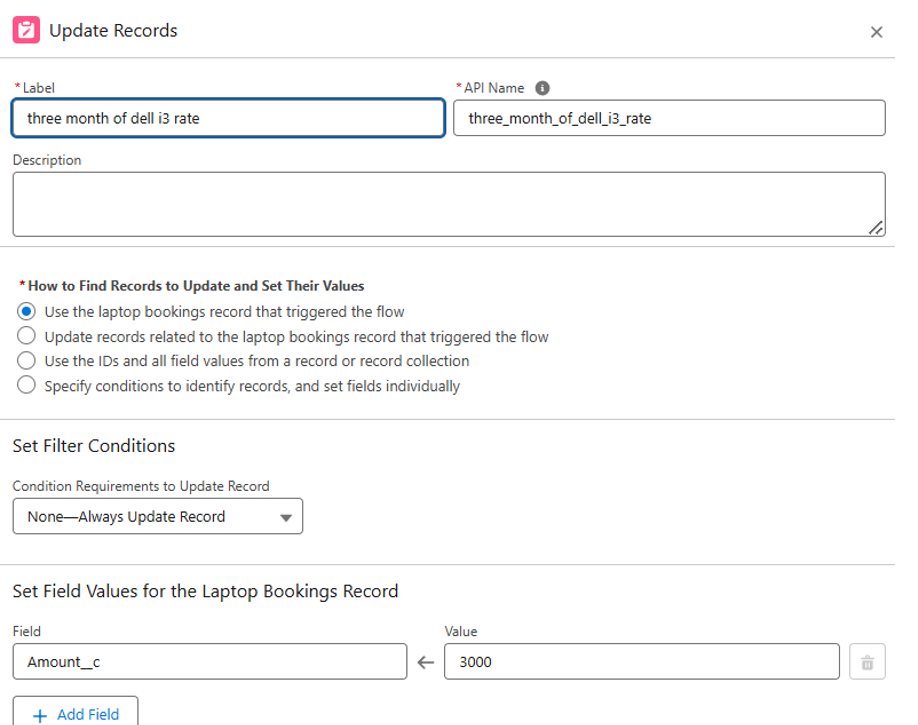 Update Records
*Label
*API Name
three month of dell i3 rate
three_month_of_dell_i3_rate
Description
*How to Find Records to Update and Set Their Values
Use the laptop bookings record that triggered the flow
Update records related to the laptop bookings record that triggered the flow
Use the IDs and all field values from a record or record collection
Specify conditions to identify records, and set fields individually
Set Filter Conditions
Condition Requirements to Update Record
None—Always Update Record
Set Field Values for the Laptop Bookings Record
Field
Value
Amount__c
3000
+ Add Field